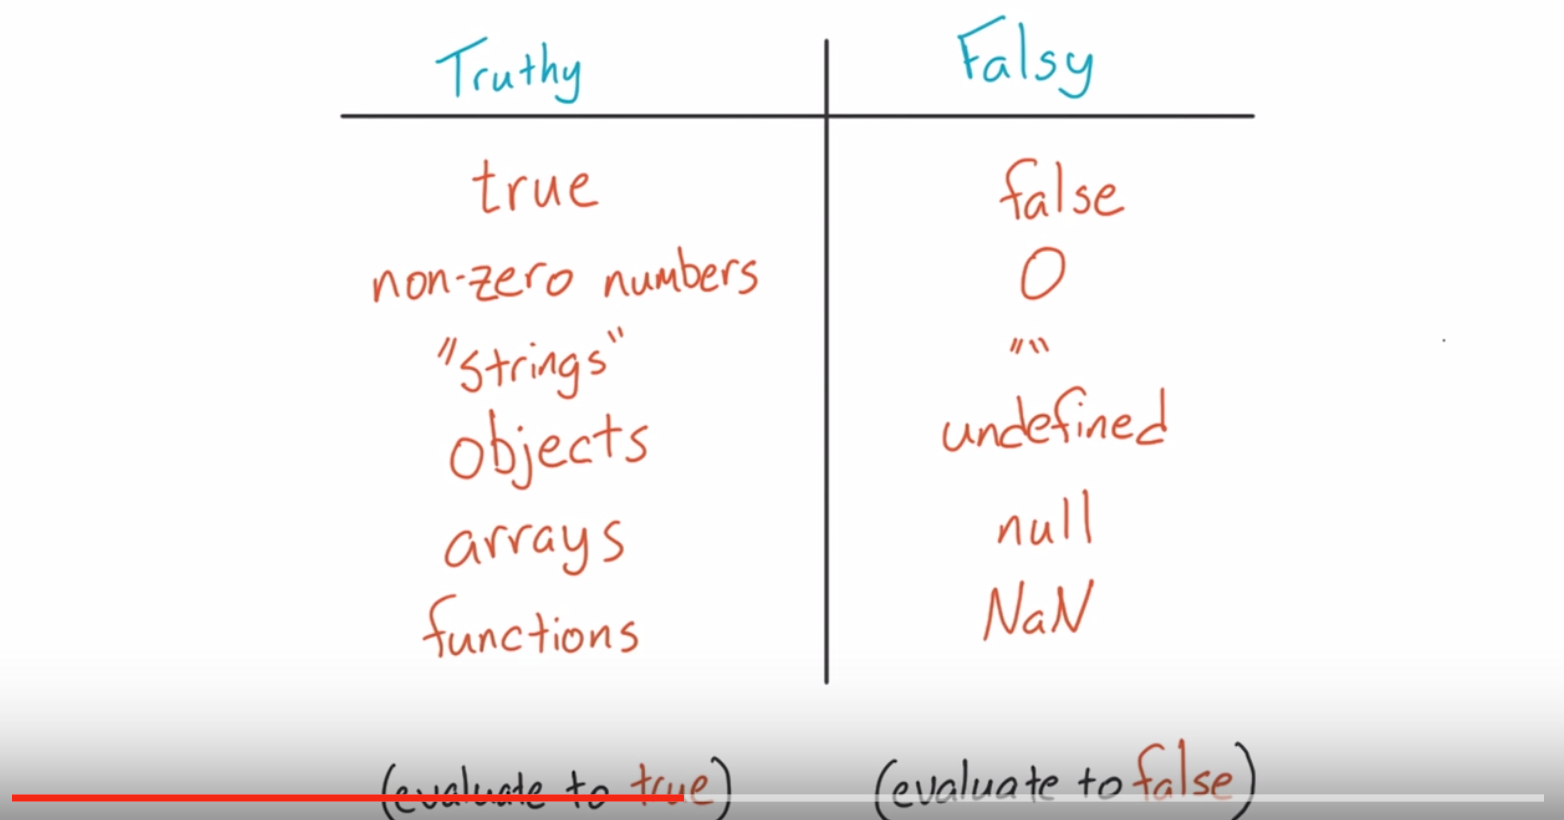 Truthy Falsy
true false
non-zero numbers 0
"strings" ""
objects undefined
arrays null
functions NaN
(evaluate to true) (evaluate to false)